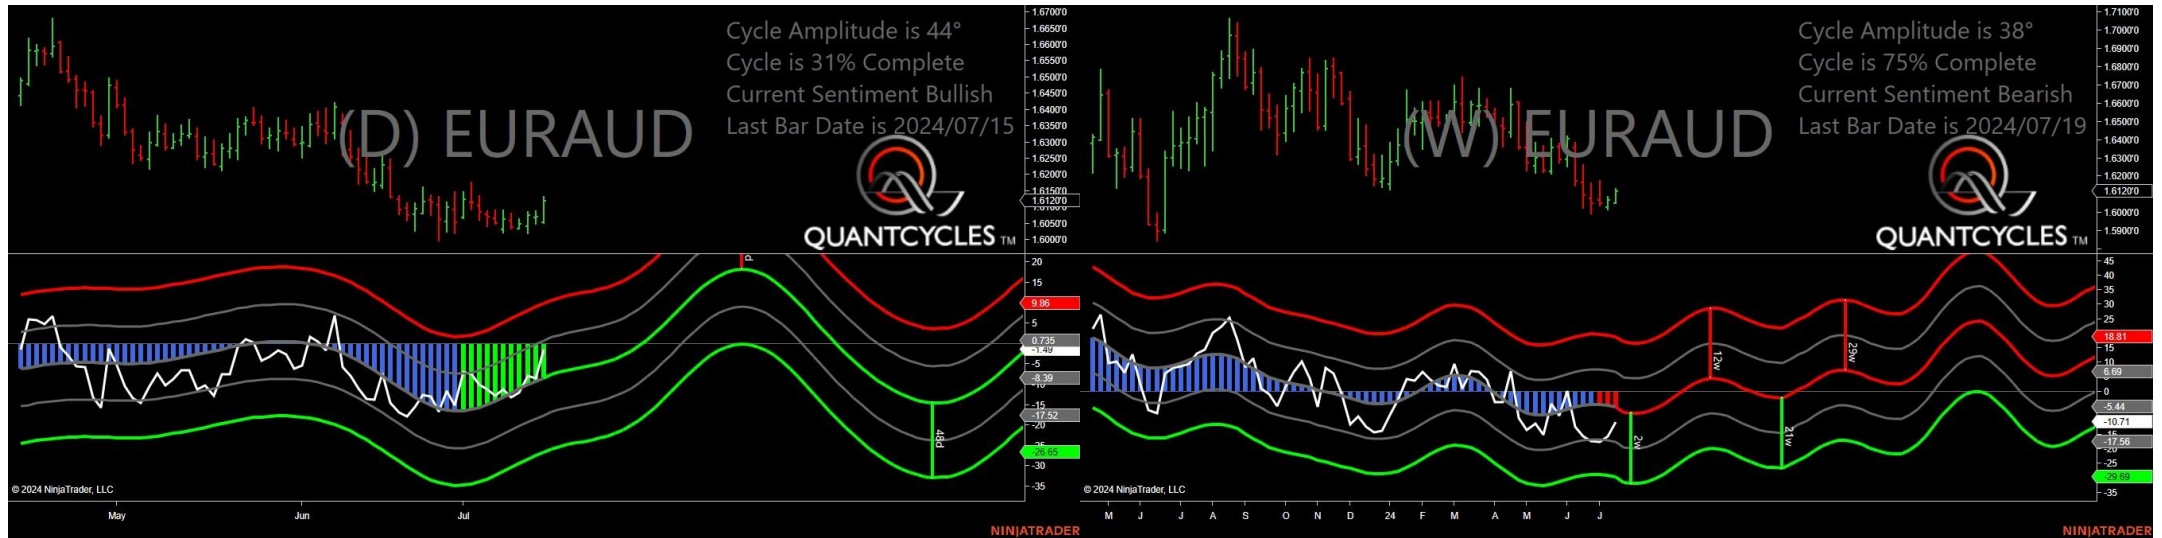 Cycle Amplitude is 44°
Cycle is 31% Complete
Current Sentiment Bullish
Last Bar Date is 2024/07/15
(D) EURAUD
QUANTCYCLES TM
1.6700'0
1.6650'0
1.6600'0
1.6550'0
1.6500'0
1.6450'0
1.6400'0
1.6350'0
1.6300'0
1.6250'0
1.6200'0
1.6150'0
1.6120'0
1.6050'0
1.6000'0
20
15
9.86
5
0.735
-1.49
-5
-8.39
-15
-17.52
-20
-26.65
-30
-35
48d
© 2024 NinjaTrader, LLC
May Jun Jul
NINJATRADER
Cycle Amplitude is 38°
Cycle is 75% Complete
Current Sentiment Bearish
Last Bar Date is 2024/07/19
(W) EURAUD
QUANTCYCLES TM
1.7100'0
1.7000'0
1.6900'0
1.6800'0
1.6700'0
1.6600'0
1.6500'0
1.6400'0
1.6300'0
1.6200'0
1.6120'0
1.6000'0
1.5900'0
45
40
35
30
25
18.81
15
10
6.69
0
-5.44
-10.71
-17.56
-25
-29.69
-35
2w
12w
21w
29w
© 2024 NinjaTrader, LLC
M J J A S O N D 24 F M A M J J
NINJATRADER